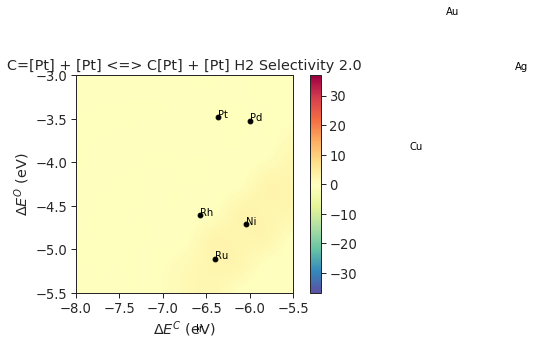 Au
C=[Pt] + [Pt] <=> C[Pt] + [Pt] H2 Selectivity 2.0
Ag
−3.0
−3.5
−4.0
−4.5
−5.0
−5.5
ΔE^O (eV)
Pt
Pd
Rh
Ni
Ru
Cu
30
20
10
0
−10
−20
−30
−8.0 −7.5 −7.0 −6.5 −6.0 −5.5
ΔE^C (eV)